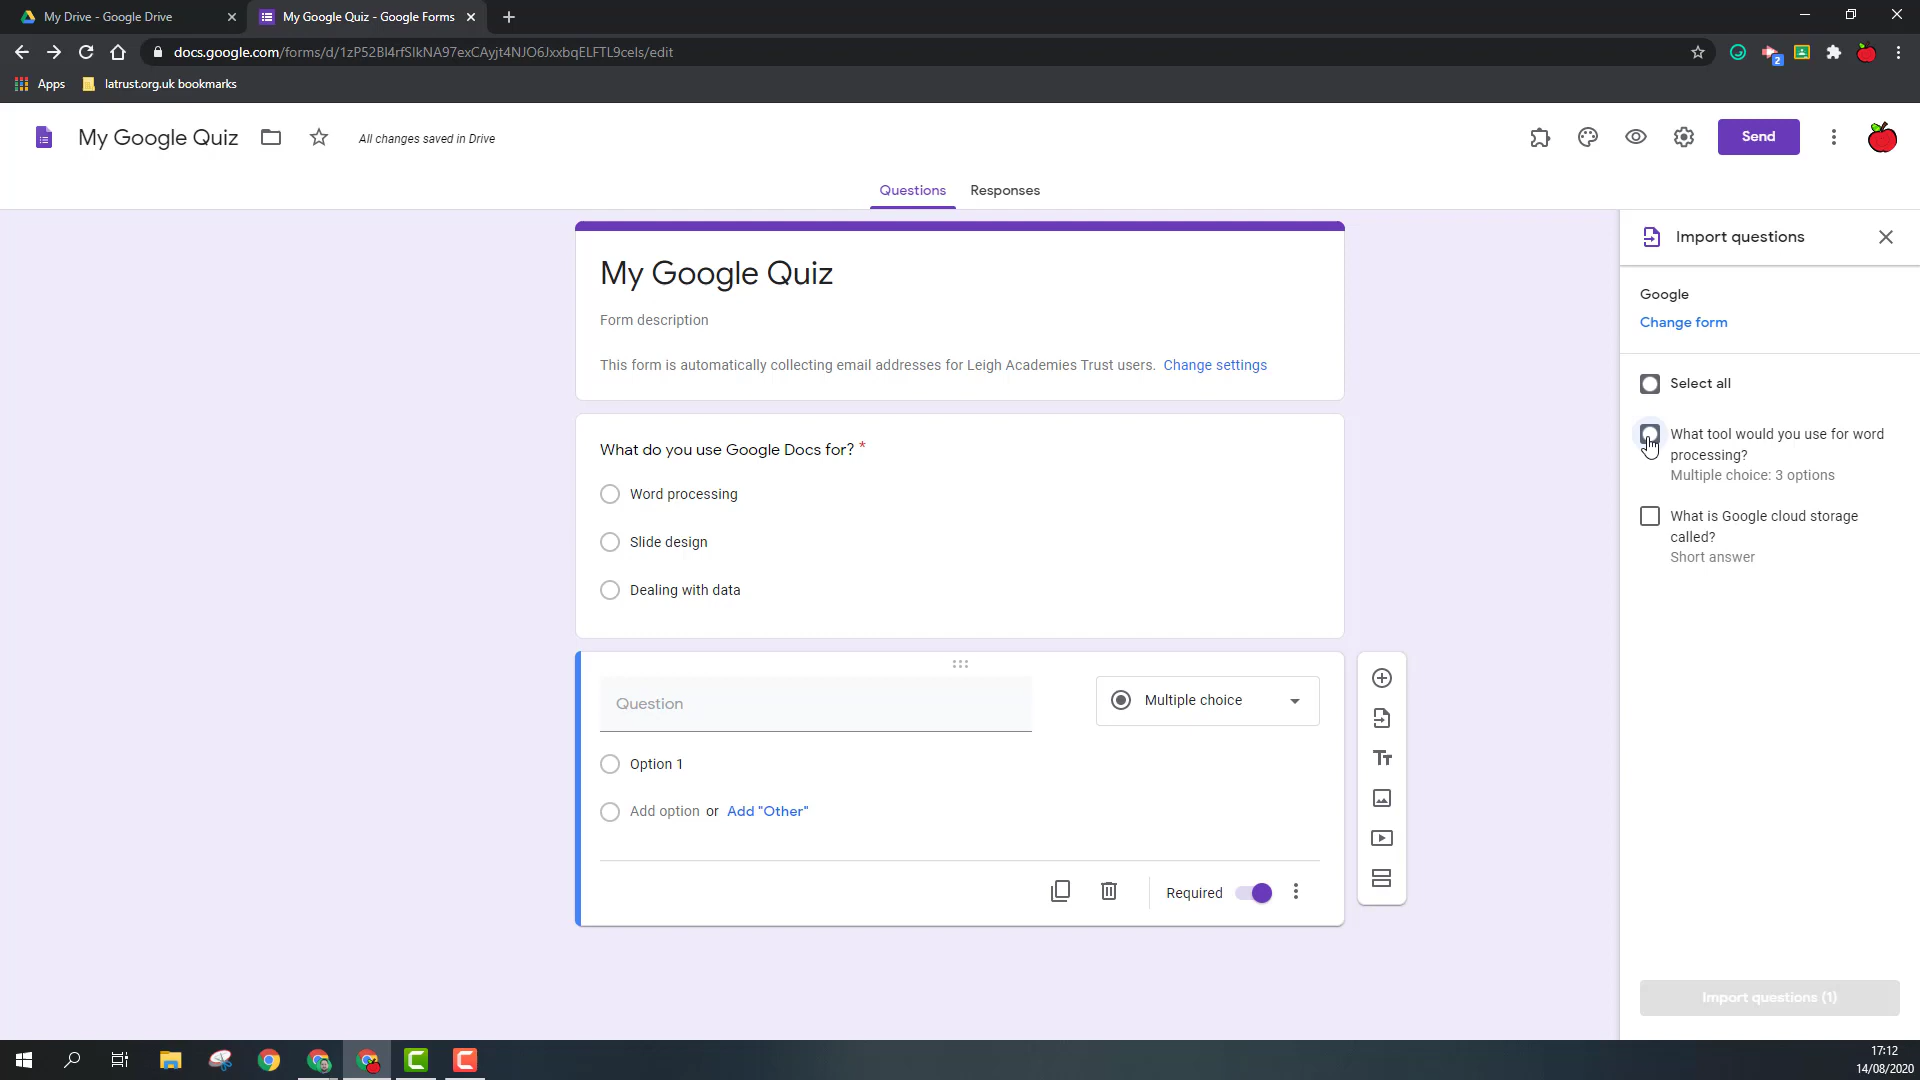 My Drive - Google Drive
My Google Quiz - Google Forms
docs.google.com/forms/d/1zP52Bl4rfSlkNA97exCAyjt4NJO6JxxbqELFTL9cels/edit
2
Apps
latrust.org.uk bookmarks
My Google Quiz
All changes saved in Drive
Send
Questions
Responses
My Google Quiz
Form description
This form is automatically collecting email addresses for Leigh Academies Trust users. Change settings
What do you use Google Docs for? *
Word processing
Slide design
Dealing with data
Question
Multiple choice
Option 1
Add option or Add "Other"
Required
Import questions
Google
Change form
Select all
What tool would you use for word
processing?
Multiple choice: 3 options
What is Google cloud storage
called?
Short answer
Import questions (1)
17:12
14/08/2020